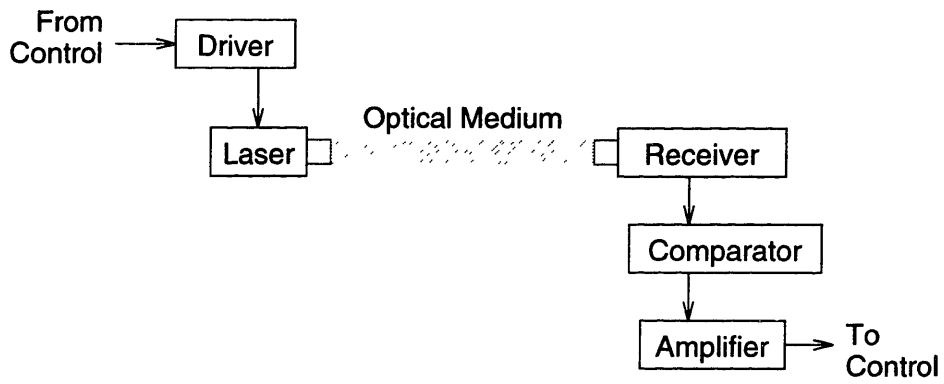 From
Control
Driver
Optical Medium
Laser
Receiver
Comparator
Amplifier
To
Control